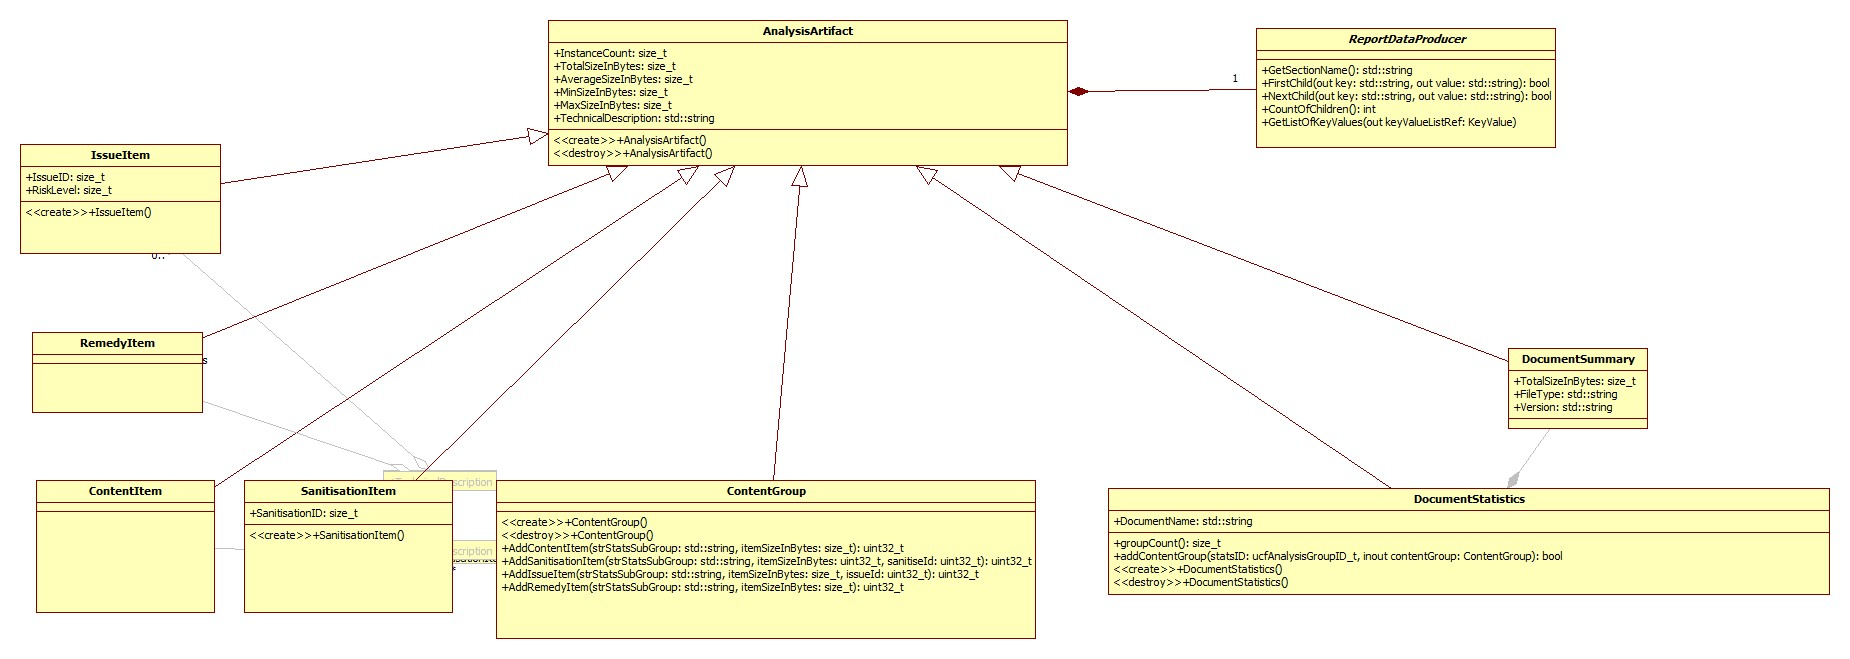 AnalysisArtifact
+InstanceCount: size_t
+TotalSizeInBytes: size_t
+AverageSizeInBytes: size_t
+MinSizeInBytes: size_t
+MaxSizeInBytes: size_t
+TechnicalDescription: std::string
<<create>>+AnalysisArtifact()
<<destroy>>+AnalysisArtifact()
1
ReportDataProducer
+GetSectionName(): std::string
+FirstChild(out key: std::string, out value: std::string): bool
+NextChild(out key: std::string, out value: std::string): bool
+CountOfChildren(): int
+GetListOfKeyValues(out keyValueListRef: KeyValue)
IssueItem
+IssueID: size_t
+RiskLevel: size_t
<<create>>+IssueItem()
RemedyItem
s
DocumentSummary
+TotalSizeInBytes: size_t
+FileType: std::string
+Version: std::string
ContentItem
SanitisationItem
+SanitisationID: size_t
<<create>>+SanitisationItem()
ContentGroup
<<create>>+ContentGroup()
<<destroy>>+ContentGroup()
+AddContentItem(strStatsSubGroup: std::string, itemSizeInBytes: size_t): uint32_t
+AddSanitisationItem(strStatsSubGroup: std::string, itemSizeInBytes: uint32_t, sanitiseId: uint32_t): uint32_t
+AddIssueItem(strStatsSubGroup: std::string, itemSizeInBytes: size_t, issueId: uint32_t): uint32_t
+AddRemedyItem(strStatsSubGroup: std::string, itemSizeInBytes: size_t): uint32_t
DocumentStatistics
+DocumentName: std::string
+groupCount(): size_t
+addContentGroup(statsID: ucfAnalysisGroupID_t, inout contentGroup: ContentGroup): bool
<<create>>+DocumentStatistics()
<<destroy>>+DocumentStatistics()